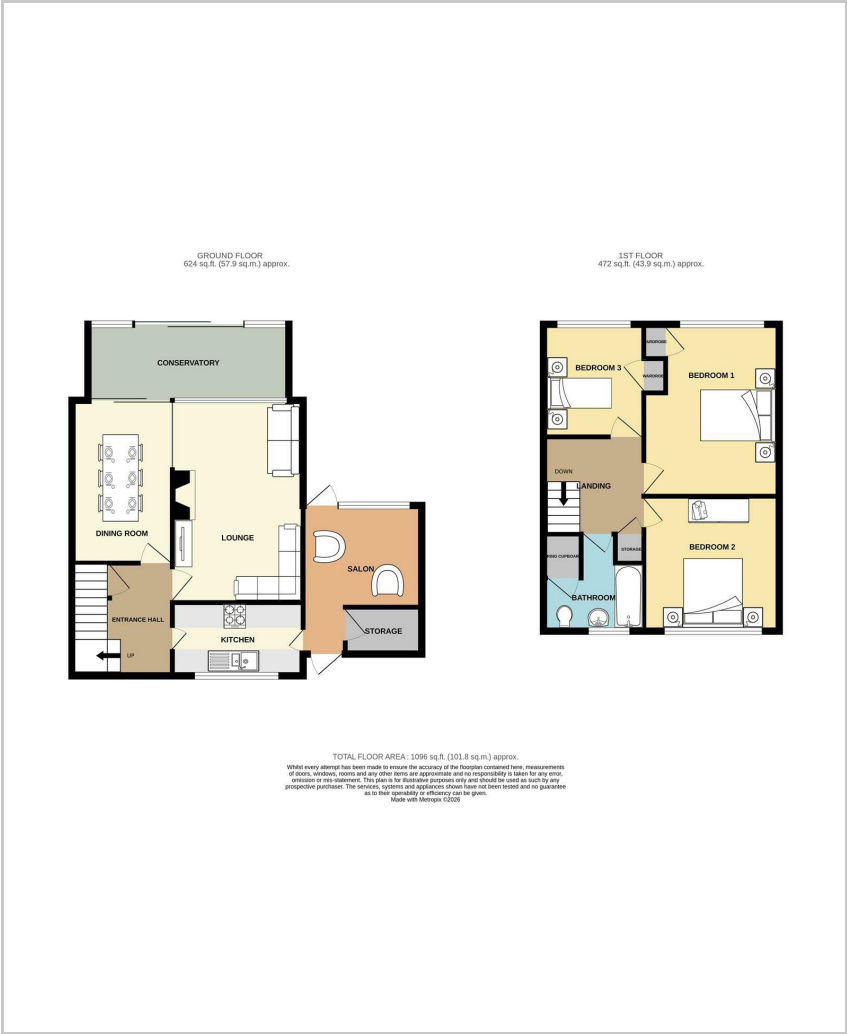 GROUND FLOOR
624 sq.ft. (57.9 sq.m.) approx.
1ST FLOOR
472 sq.ft. (43.9 sq.m.) approx.
CONSERVATORY
DINING ROOM
LOUNGE
SALON
ENTRANCE HALL
KITCHEN
STORAGE
UP
BEDROOM 3
WARDROBE
BEDROOM 1
DOWN
LANDING
STORAGE
BEDROOM 2
BATHROOM
TOTAL FLOOR AREA : 1096 sq.ft. (101.8 sq.m.) approx.
Whilst every attempt has been made to ensure the accuracy of the floorplan contained here, measurements
of doors, windows, rooms and any other items are approximate and no responsibility is taken for any error,
omission or mis-statement. This plan is for illustrative purposes only and should be used as such by any
prospective purchaser. The services, systems and appliances shown have not been tested and no guarantee
as to their operability or efficiency can be given.
Made with Metropix ©2026